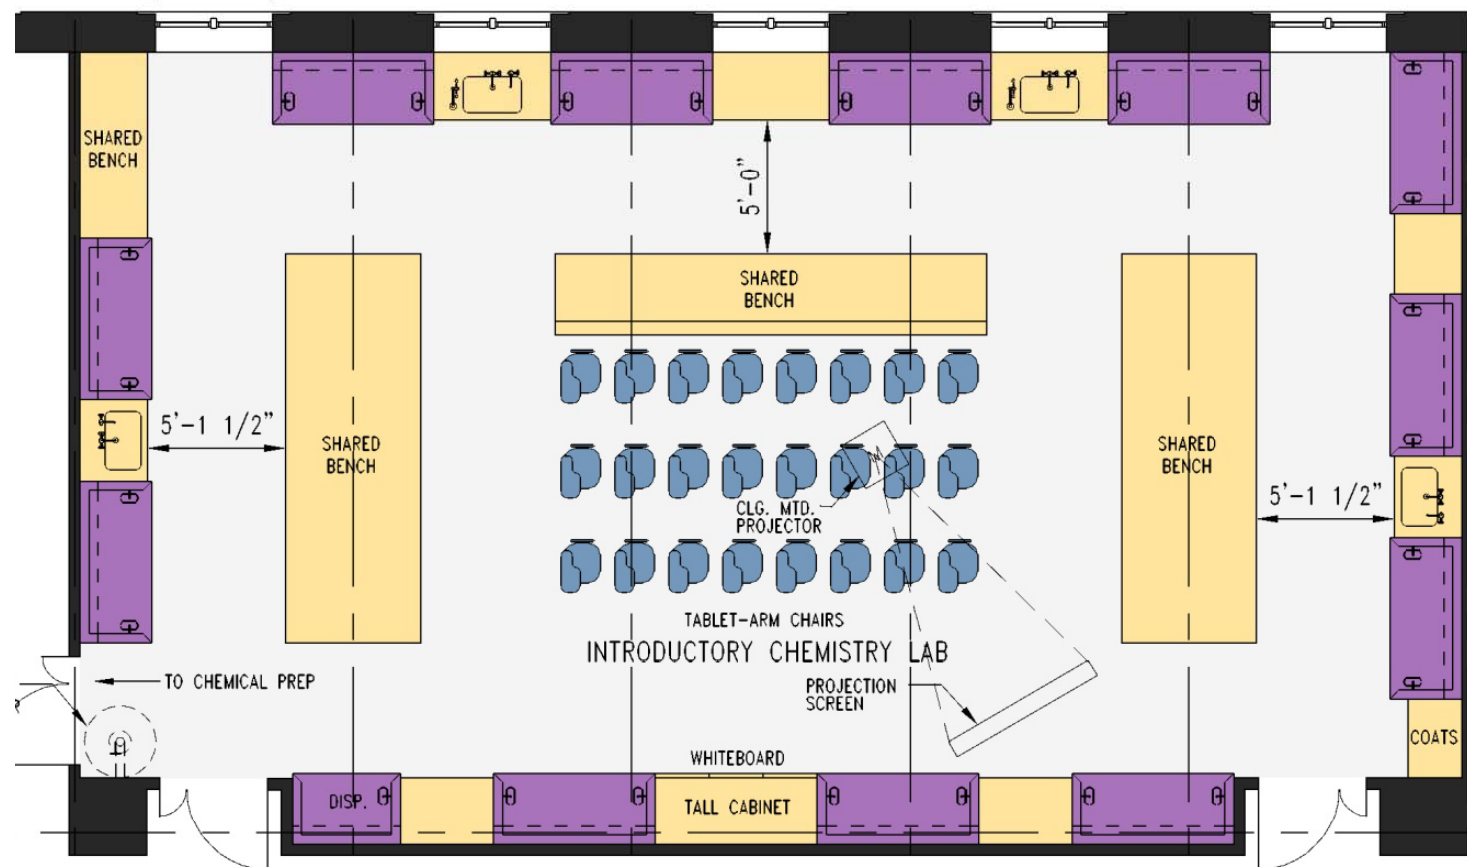 SHARED
BENCH
5'-0"
SHARED
BENCH
5'-1 1/2"
SHARED
BENCH
SHARED
BENCH
5'-1 1/2"
CLG. MTD.
PROJECTOR
TABLET-ARM CHAIRS
INTRODUCTORY CHEMISTRY LAB
TO CHEMICAL PREP
PROJECTION
SCREEN
COATS
WHITEBOARD
DISP.
TALL CABINET